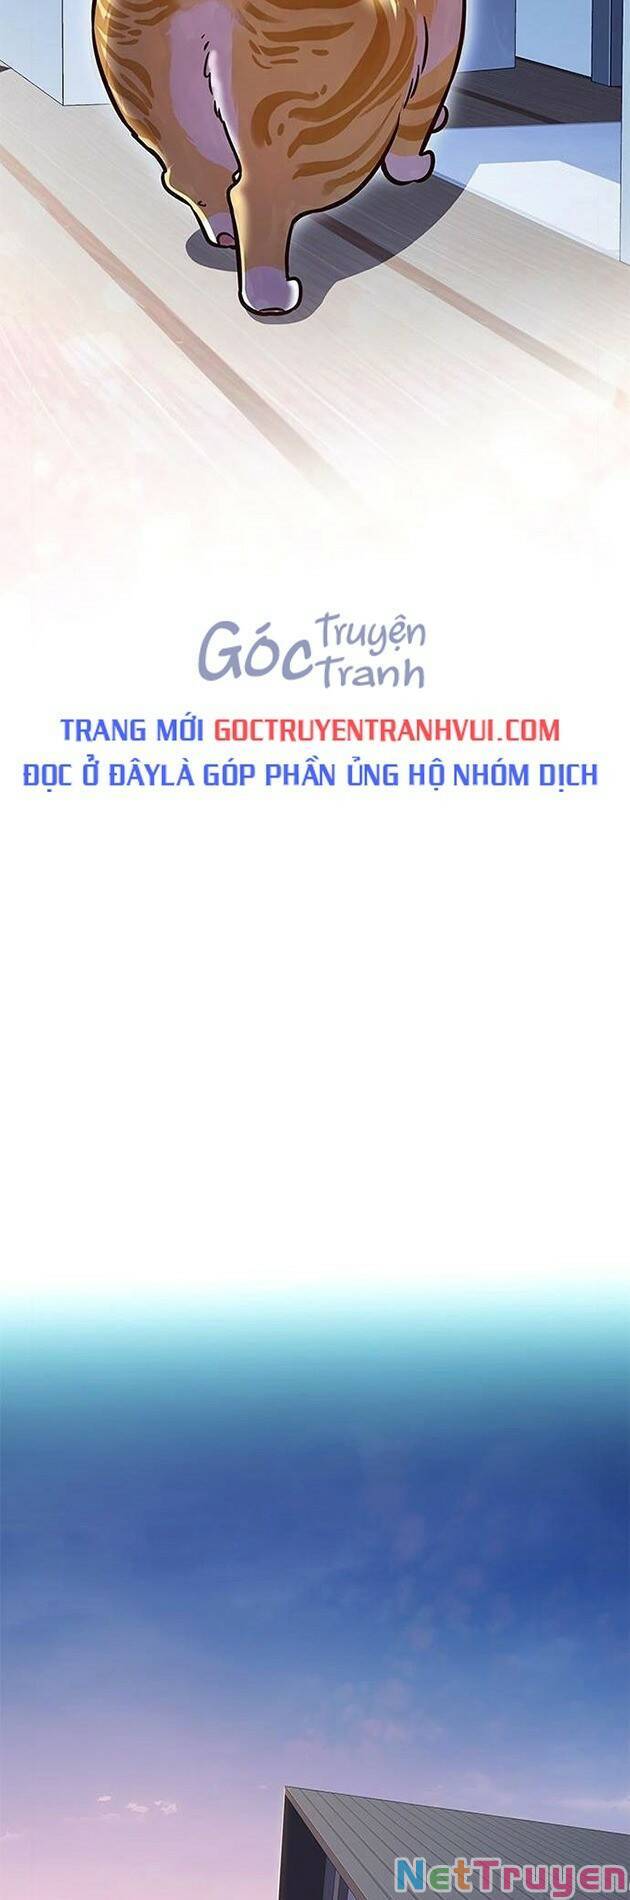 Góc Truyện
Tranh
TRANG MỚI GOCTRUYENTRANHVUI.COM
ĐỌC Ở ĐÂYLÀ GÓP PHẦN ỦNG HỘ NHÓM DỊCH
NetTruyen